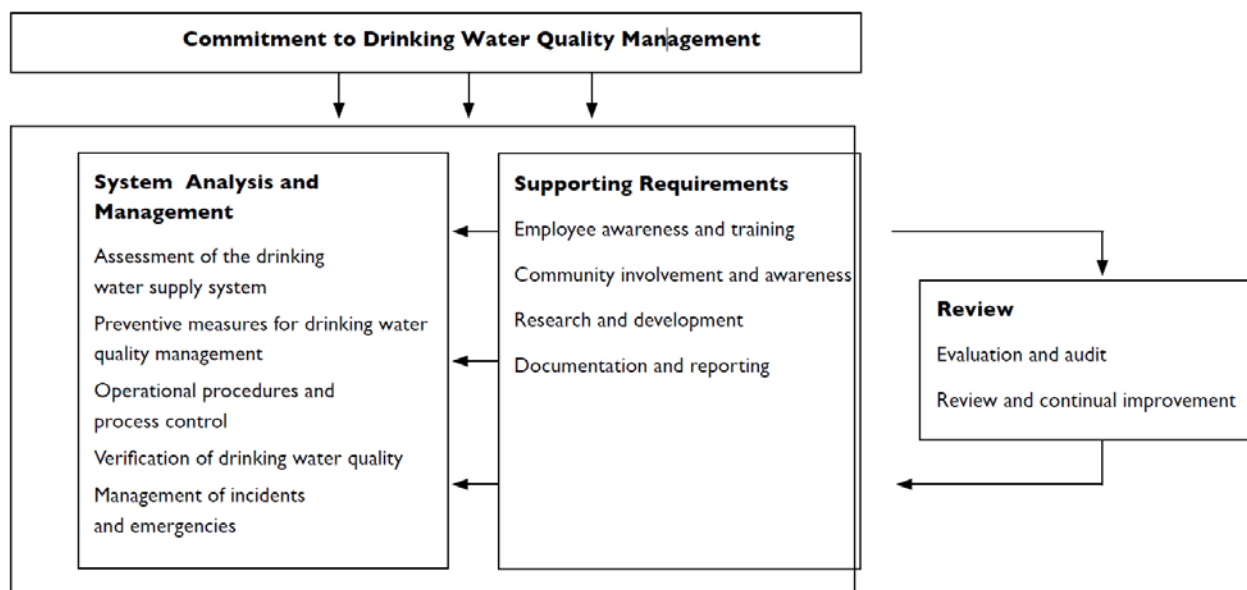 Commitment to Drinking Water Quality Management
System Analysis and
Management
Assessment of the drinking
water supply system
Preventive measures for drinking water
quality management
Operational procedures and
process control
Verification of drinking water quality
Management of incidents
and emergencies
Supporting Requirements
Employee awareness and training
Community involvement and awareness
Research and development
Documentation and reporting
Review
Evaluation and audit
Review and continual improvement